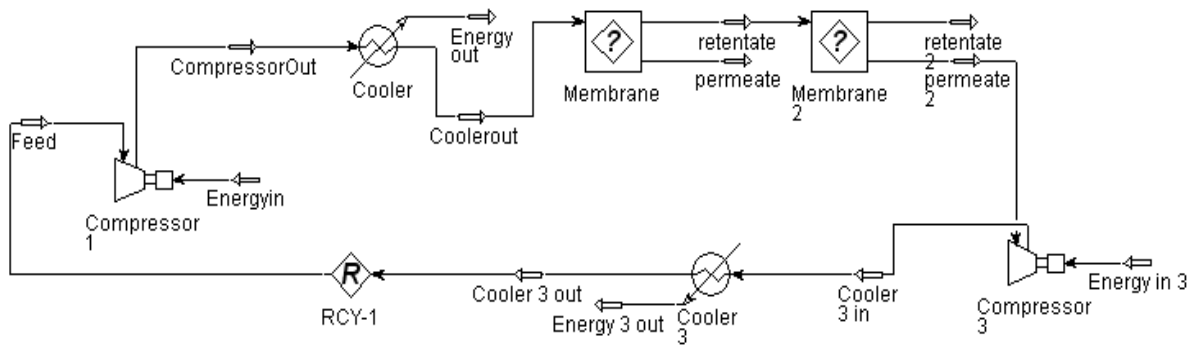 Energy
out
CompressorOut
Cooler
Coolerout
?
Membrane
retentate
permeate
?
Membrane
2
retentate
2
permeate
2
Feed
Energyin
Compressor
1
R
RCY-1
Cooler 3 out
Energy 3 out
Cooler
3
Cooler
3 in
Energy in 3
Compressor
3